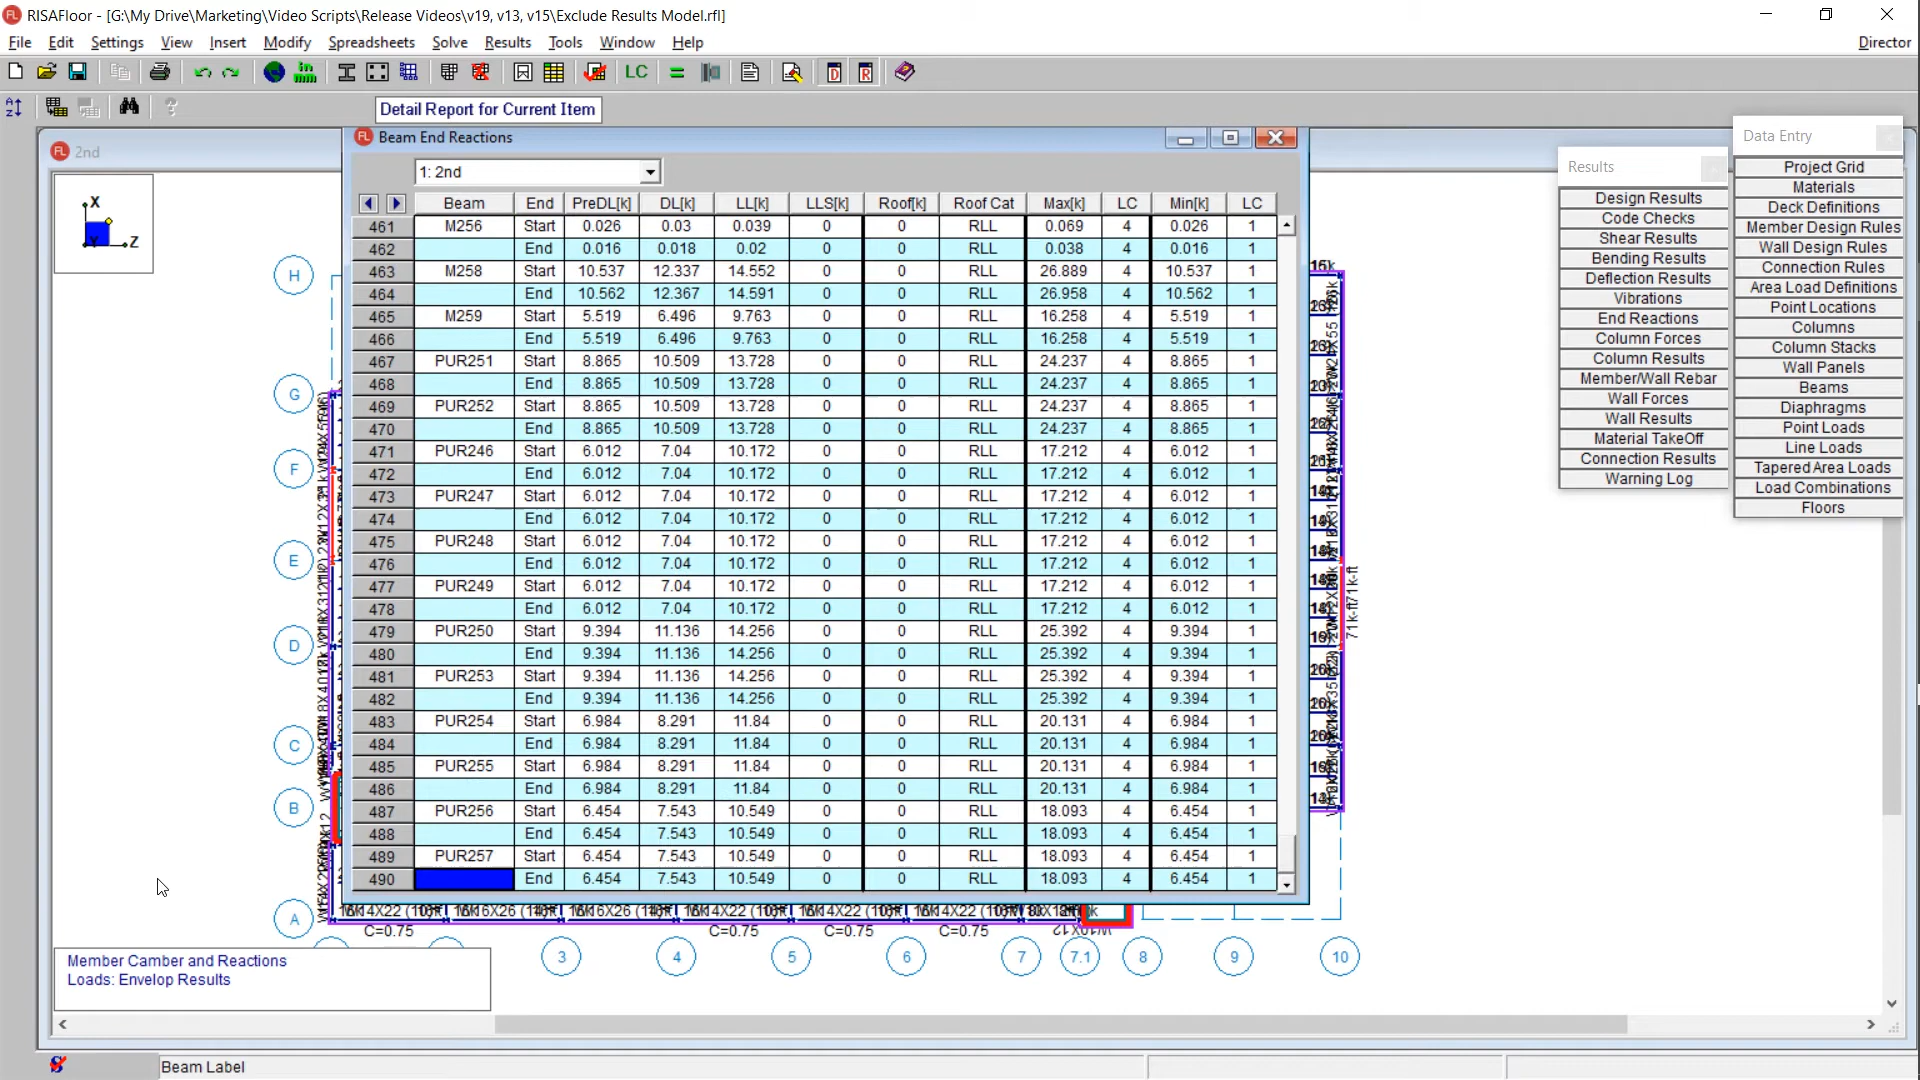 RISAFloor - [G:\My Drive\Marketing\Video Scripts\Release Videos\v19, v13, v15\Exclude Results Model.rfl]
File Edit Settings View Insert Modify Spreadsheets Solve Results Tools Window Help Director
LC
Detail Report for Current Item
2nd
Beam End Reactions
1: 2nd
Beam End PreDL[k] DL[k] LL[k] LLS[k] Roof[k] Roof Cat Max[k] LC Min[k] LC
461 M256 Start 0.026 0.03 0.039 0 0 RLL 0.069 4 0.026 1
462 End 0.016 0.018 0.02 0 0 RLL 0.038 4 0.016 1
463 M258 Start 10.537 12.337 14.552 0 0 RLL 26.889 4 10.537 1
464 End 10.562 12.367 14.591 0 0 RLL 26.958 4 10.562 1
465 M259 Start 5.519 6.496 9.763 0 0 RLL 16.258 4 5.519 1
466 End 5.519 6.496 9.763 0 0 RLL 16.258 4 5.519 1
467 PUR251 Start 8.865 10.509 13.728 0 0 RLL 24.237 4 8.865 1
468 End 8.865 10.509 13.728 0 0 RLL 24.237 4 8.865 1
469 PUR252 Start 8.865 10.509 13.728 0 0 RLL 24.237 4 8.865 1
470 End 8.865 10.509 13.728 0 0 RLL 24.237 4 8.865 1
471 PUR246 Start 6.012 7.04 10.172 0 0 RLL 17.212 4 6.012 1
472 End 6.012 7.04 10.172 0 0 RLL 17.212 4 6.012 1
473 PUR247 Start 6.012 7.04 10.172 0 0 RLL 17.212 4 6.012 1
474 End 6.012 7.04 10.172 0 0 RLL 17.212 4 6.012 1
475 PUR248 Start 6.012 7.04 10.172 0 0 RLL 17.212 4 6.012 1
476 End 6.012 7.04 10.172 0 0 RLL 17.212 4 6.012 1
477 PUR249 Start 6.012 7.04 10.172 0 0 RLL 17.212 4 6.012 1
478 End 6.012 7.04 10.172 0 0 RLL 17.212 4 6.012 1
479 PUR250 Start 9.394 11.136 14.256 0 0 RLL 25.392 4 9.394 1
480 End 9.394 11.136 14.256 0 0 RLL 25.392 4 9.394 1
481 PUR253 Start 9.394 11.136 14.256 0 0 RLL 25.392 4 9.394 1
482 End 9.394 11.136 14.256 0 0 RLL 25.392 4 9.394 1
483 PUR254 Start 6.984 8.291 11.84 0 0 RLL 20.131 4 6.984 1
484 End 6.984 8.291 11.84 0 0 RLL 20.131 4 6.984 1
485 PUR255 Start 6.984 8.291 11.84 0 0 RLL 20.131 4 6.984 1
486 End 6.984 8.291 11.84 0 0 RLL 20.131 4 6.984 1
487 PUR256 Start 6.454 7.543 10.549 0 0 RLL 18.093 4 6.454 1
488 End 6.454 7.543 10.549 0 0 RLL 18.093 4 6.454 1
489 PUR257 Start 6.454 7.543 10.549 0 0 RLL 18.093 4 6.454 1
490 End 6.454 7.543 10.549 0 0 RLL 18.093 4 6.454 1
Results
Design Results
Code Checks
Shear Results
Bending Results
Deflection Results
Vibrations
End Reactions
Column Forces
Column Results
Member/Wall Rebar
Wall Forces
Wall Results
Material TakeOff
Connection Results
Warning Log
Data Entry
Project Grid
Materials
Deck Definitions
Member Design Rules
Wall Design Rules
Connection Rules
Area Load Definitions
Point Locations
Columns
Column Stacks
Wall Panels
Beams
Diaphragms
Point Loads
Line Loads
Tapered Area Loads
Load Combinations
Floors
X
Y
Z
H
G
F
E
D
C
B
A
71k-ft
C=0.75 C=0.75 C=0.75 C=0.75 W10X12
3 4 5 6 7 7.1 8 9 10
Member Camber and Reactions
Loads: Envelop Results
Beam Label